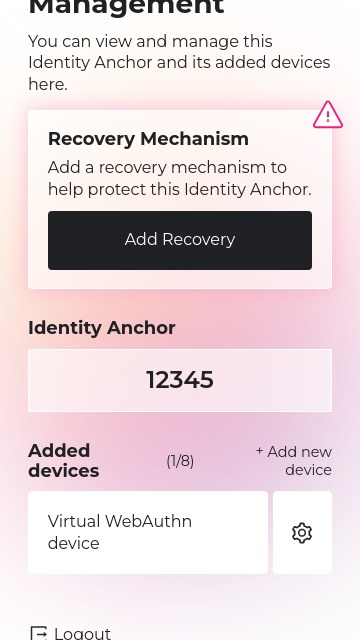 Management
You can view and manage this
Identity Anchor and its added devices
here.
Recovery Mechanism
Add a recovery mechanism to
help protect this Identity Anchor.
Add Recovery
Identity Anchor
12345
Added
devices
(1/8)
+ Add new
device
Virtual WebAuthn
device
Logout